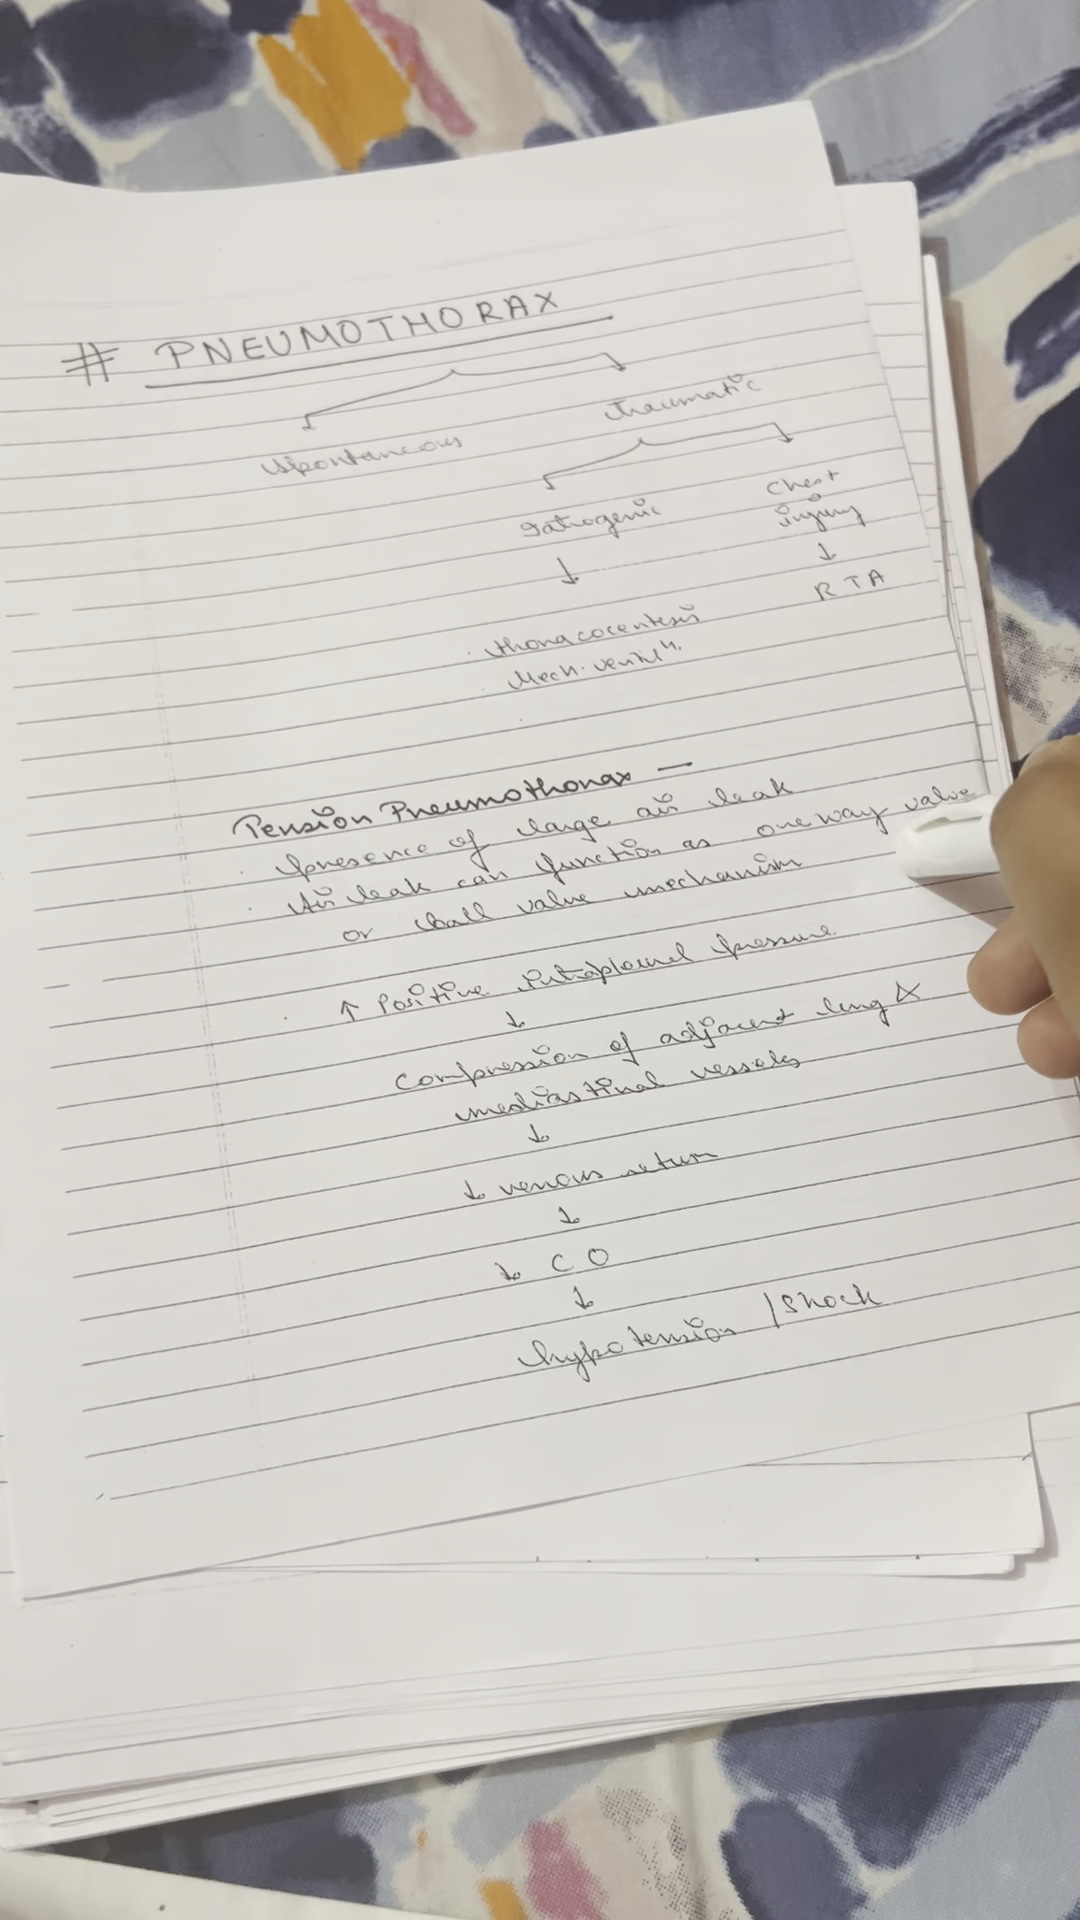 # PNEUMOTHORAX
Spontaneous
traumatic
Iatrogenic
Chest
injury
↓
↓
RTA
· thoracocentesis
· Mech. ventilⁿ.
Tension Pneumothorax —
· presence of large air leak
· Air leak can function as one way valve
or ball valve mechanism
· ↑ Positive intrapleural pressure
↓
Compression of adjacent lung &
mediastinal vessels
↓
↓ venous return
↓
↓ CO
↓
hypotension / Shock